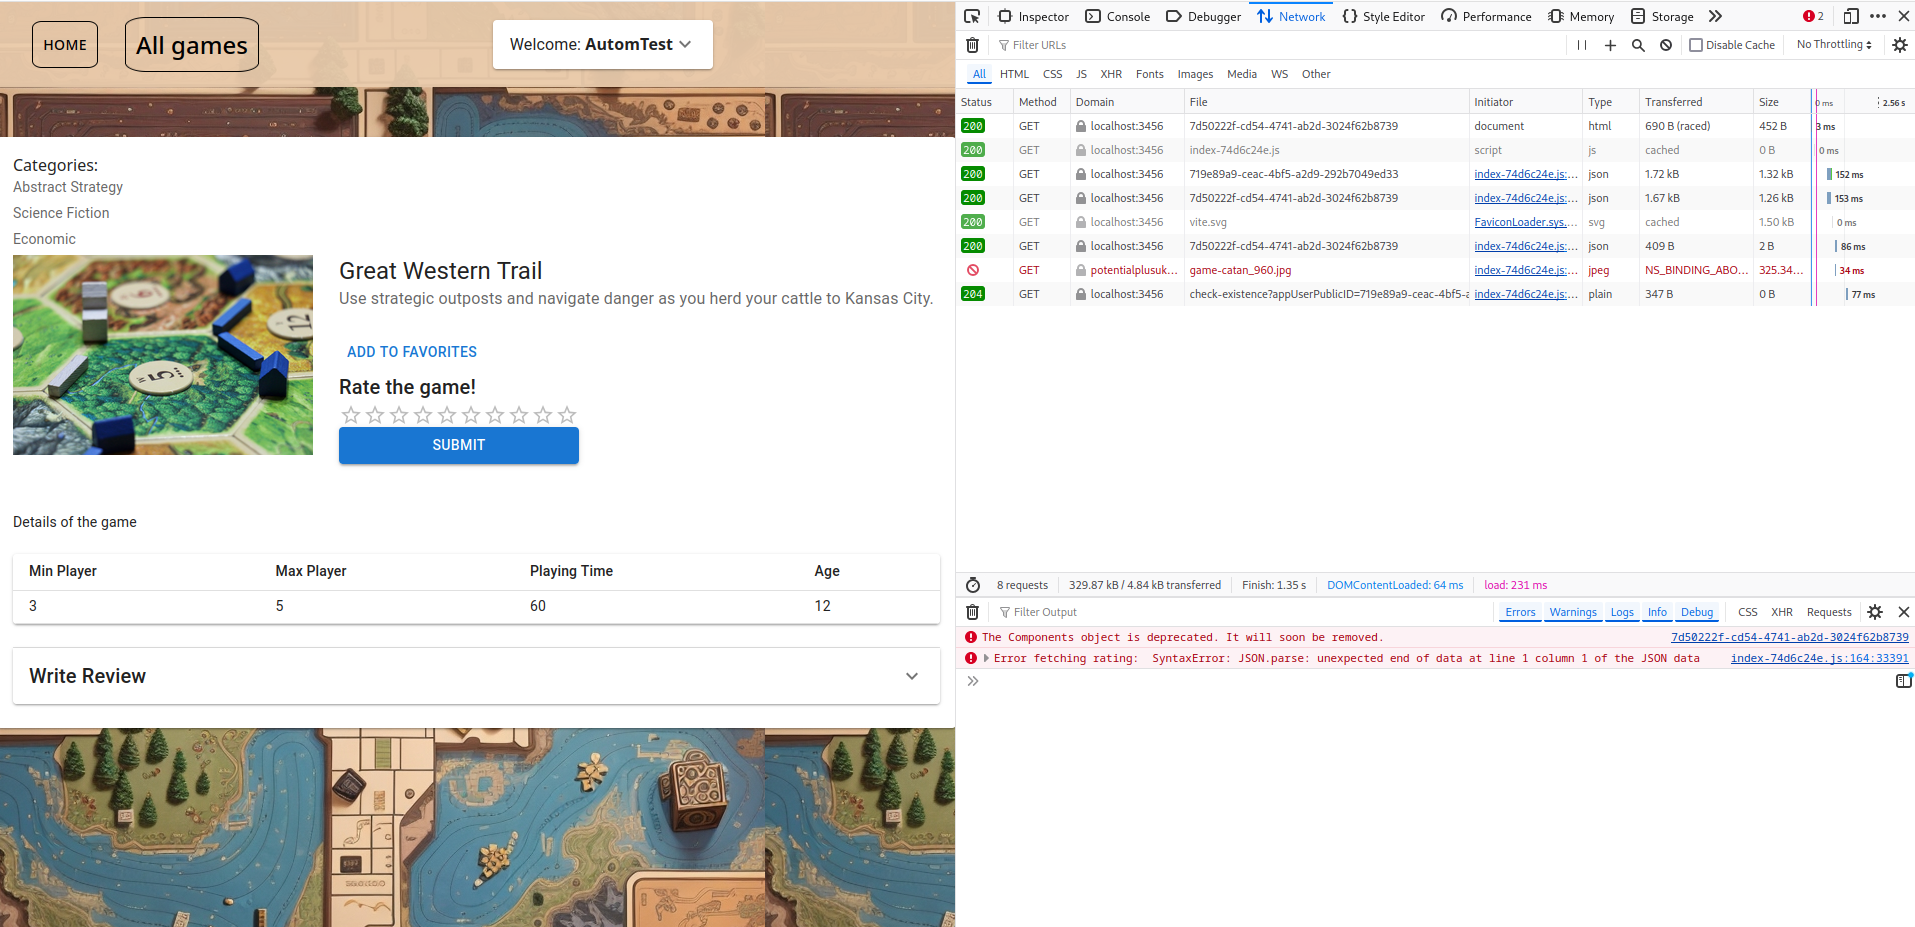 HOME
All games
Welcome: AutomTest
Categories:
Abstract Strategy
Science Fiction
Economic
Great Western Trail
Use strategic outposts and navigate danger as you herd your cattle to Kansas City.
ADD TO FAVORITES
Rate the game!
SUBMIT
Details of the game
Min Player Max Player Playing Time Age
3 5 60 12
Write Review
Inspector Console Debugger Network Style Editor Performance Memory Storage 2
Filter URLs Disable Cache No Throttling
All HTML CSS JS XHR Fonts Images Media WS Other
Status Method Domain File Initiator Type Transferred Size 0 ms 2.56 s
200 GET localhost:3456 7d50222f-cd54-4741-ab2d-3024f62b8739 document html 690 B (raced) 452 B 3 ms
200 GET localhost:3456 index-74d6c24e.js script js cached 0 B 0 ms
200 GET localhost:3456 719e89a9-ceac-4bf5-a2d9-292b7049ed33 index-74d6c24e.js:... json 1.72 kB 1.32 kB 152 ms
200 GET localhost:3456 7d50222f-cd54-4741-ab2d-3024f62b8739 index-74d6c24e.js:... json 1.67 kB 1.26 kB 153 ms
200 GET localhost:3456 vite.svg FaviconLoader.sys.... svg cached 1.50 kB 0 ms
200 GET localhost:3456 7d50222f-cd54-4741-ab2d-3024f62b8739 index-74d6c24e.js:... json 409 B 2 B 86 ms
GET potentialplusuk... game-catan_960.jpg index-74d6c24e.js:... jpeg NS_BINDING_ABO... 325.34... 34 ms
204 GET localhost:3456 check-existence?appUserPublicID=719e89a9-ceac-4bf5-a index-74d6c24e.js:... plain 347 B 0 B 77 ms
8 requests 329.87 kB / 4.84 kB transferred Finish: 1.35 s DOMContentLoaded: 64 ms load: 231 ms
Filter Output Errors Warnings Logs Info Debug CSS XHR Requests
The Components object is deprecated. It will soon be removed. 7d50222f-cd54-4741-ab2d-3024f62b8739
Error fetching rating: SyntaxError: JSON.parse: unexpected end of data at line 1 column 1 of the JSON data index-74d6c24e.js:164:33391